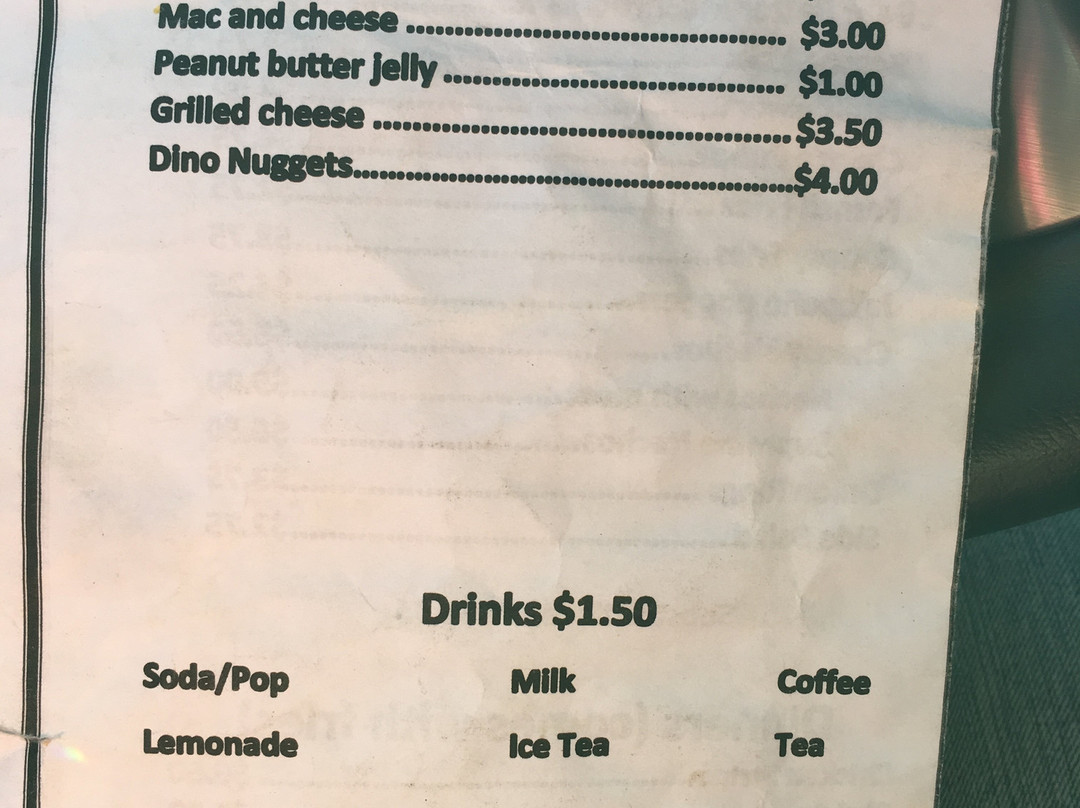 Mac and cheese ........................................ $3.00
Peanut butter jelly .................................... $1.00
Grilled cheese ............................................ $3.50
Dino Nuggets...............................................$4.00
Drinks $1.50
Soda/Pop Milk Coffee
Lemonade Ice Tea Tea